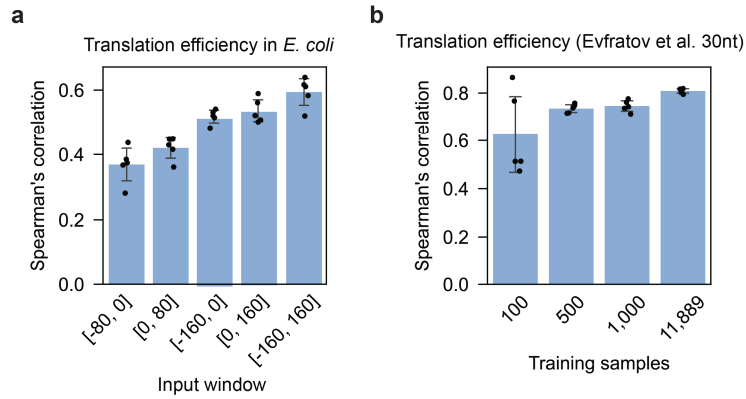 a
Translation efficiency in E. coli
Spearman's correlation
0.6
0.4
0.2
0.0
[-80, 0]
[0, 80]
[-160, 0]
[0, 160]
[-160, 160]
Input window
b
Translation efficiency (Evfratov et al. 30nt)
Spearman's correlation
0.8
0.6
0.4
0.2
0.0
100
500
1,000
11,889
Training samples